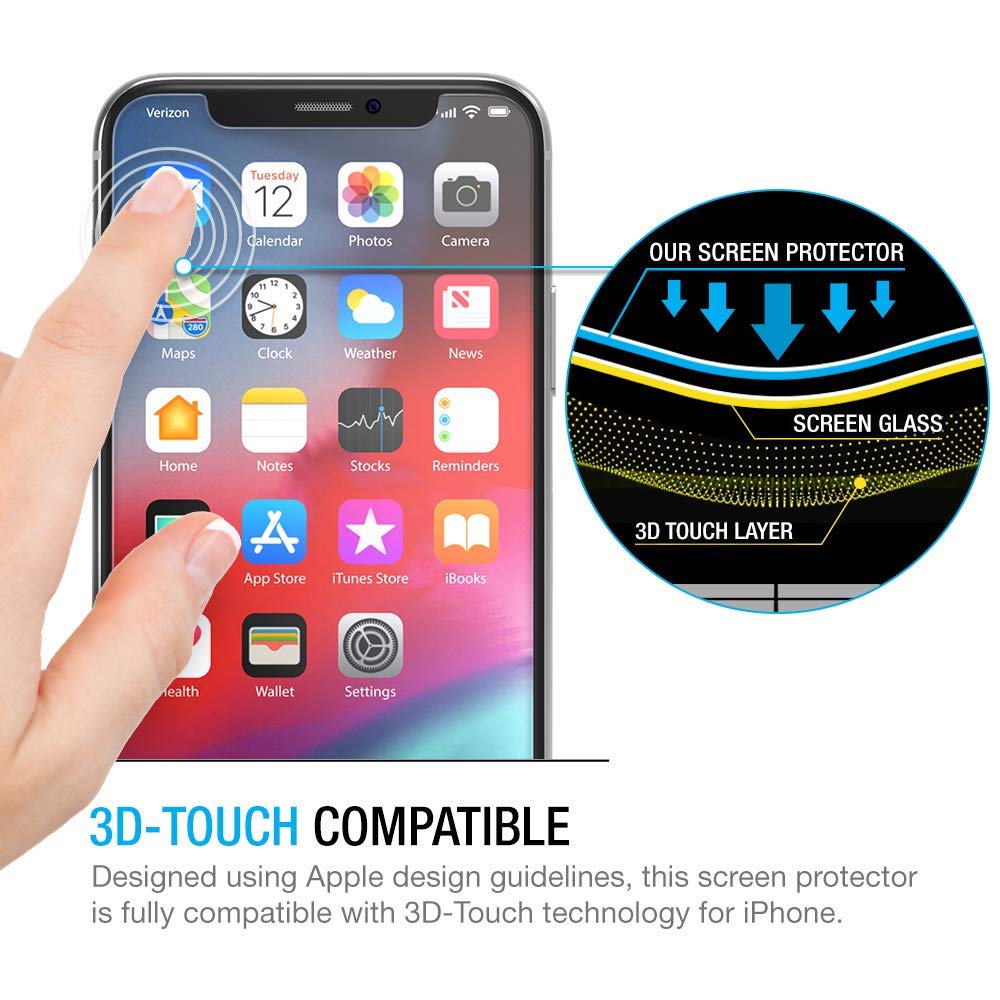 Verizon
Tuesday
12
Calendar
Photos
Camera
280
Maps
Clock
Weather
News
Home
Notes
Stocks
Reminders
App Store
iTunes Store
iBooks
ealth
Wallet
Settings
OUR SCREEN PROTECTOR
SCREEN GLASS
3D TOUCH LAYER
3D-TOUCH COMPATIBLE
Designed using Apple design guidelines, this screen protector
is fully compatible with 3D-Touch technology for iPhone.